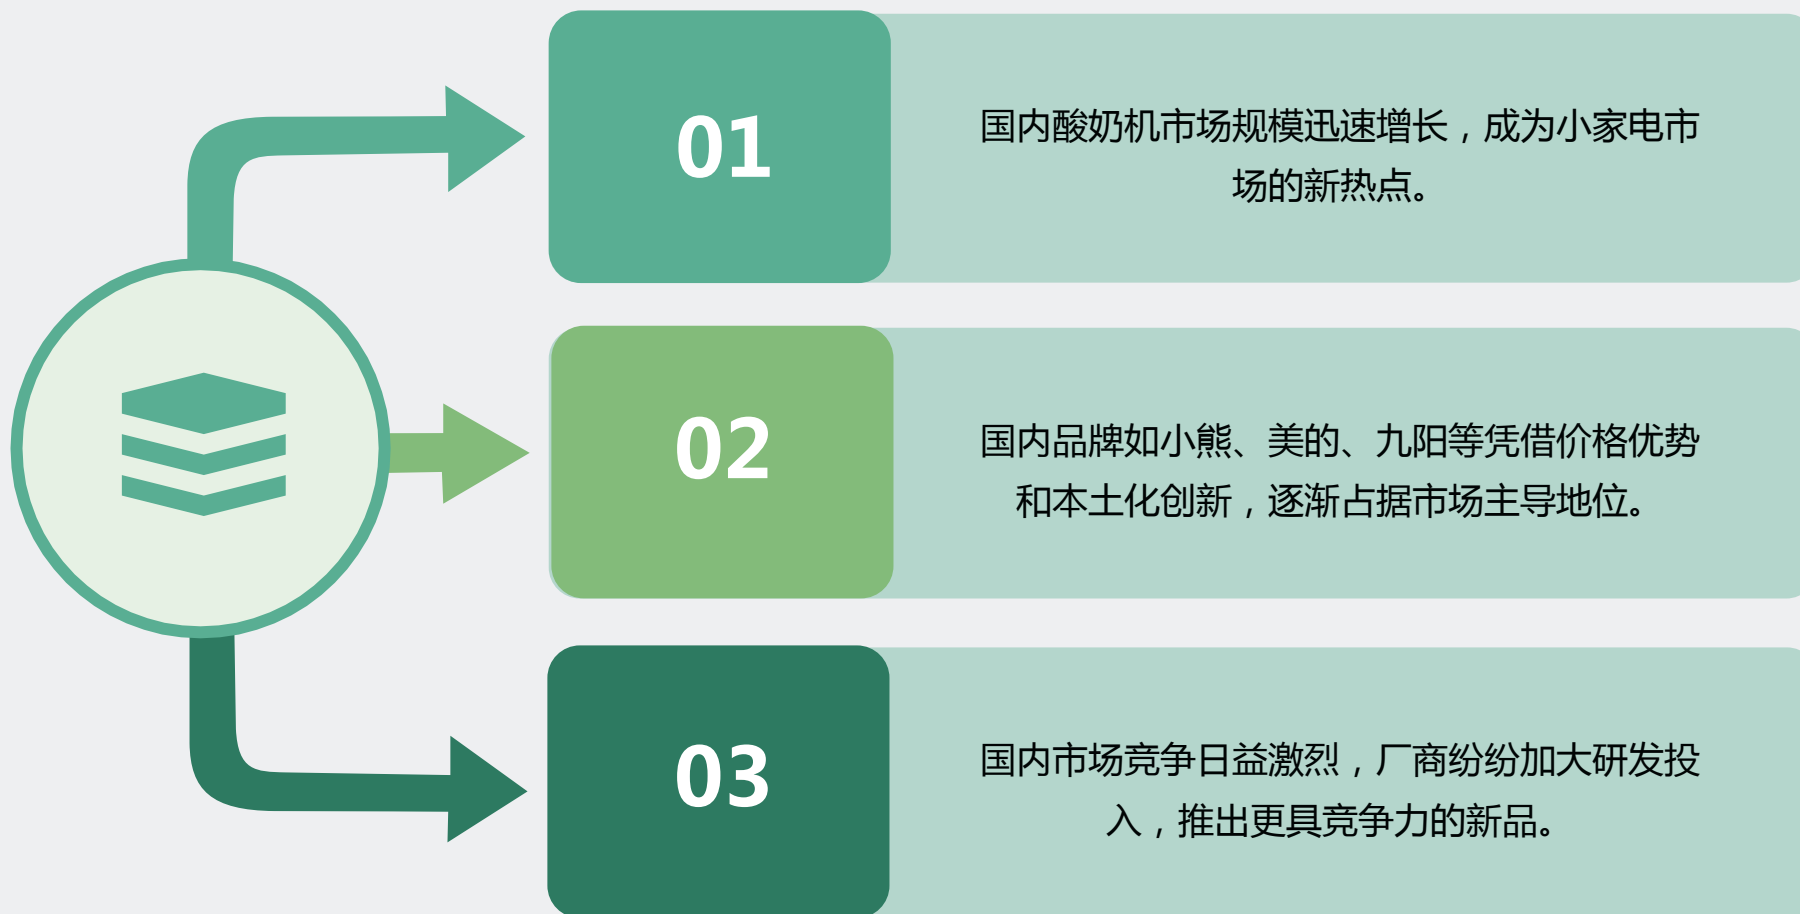 01
国内酸奶机市场规模迅速增长，成为小家电市
场的新热点。
02
国内品牌如小熊、美的、九阳等凭借价格优势
和本土化创新，逐渐占据市场主导地位。
03
国内市场竞争日益激烈，厂商纷纷加大研发投
入，推出更具竞争力的新品。